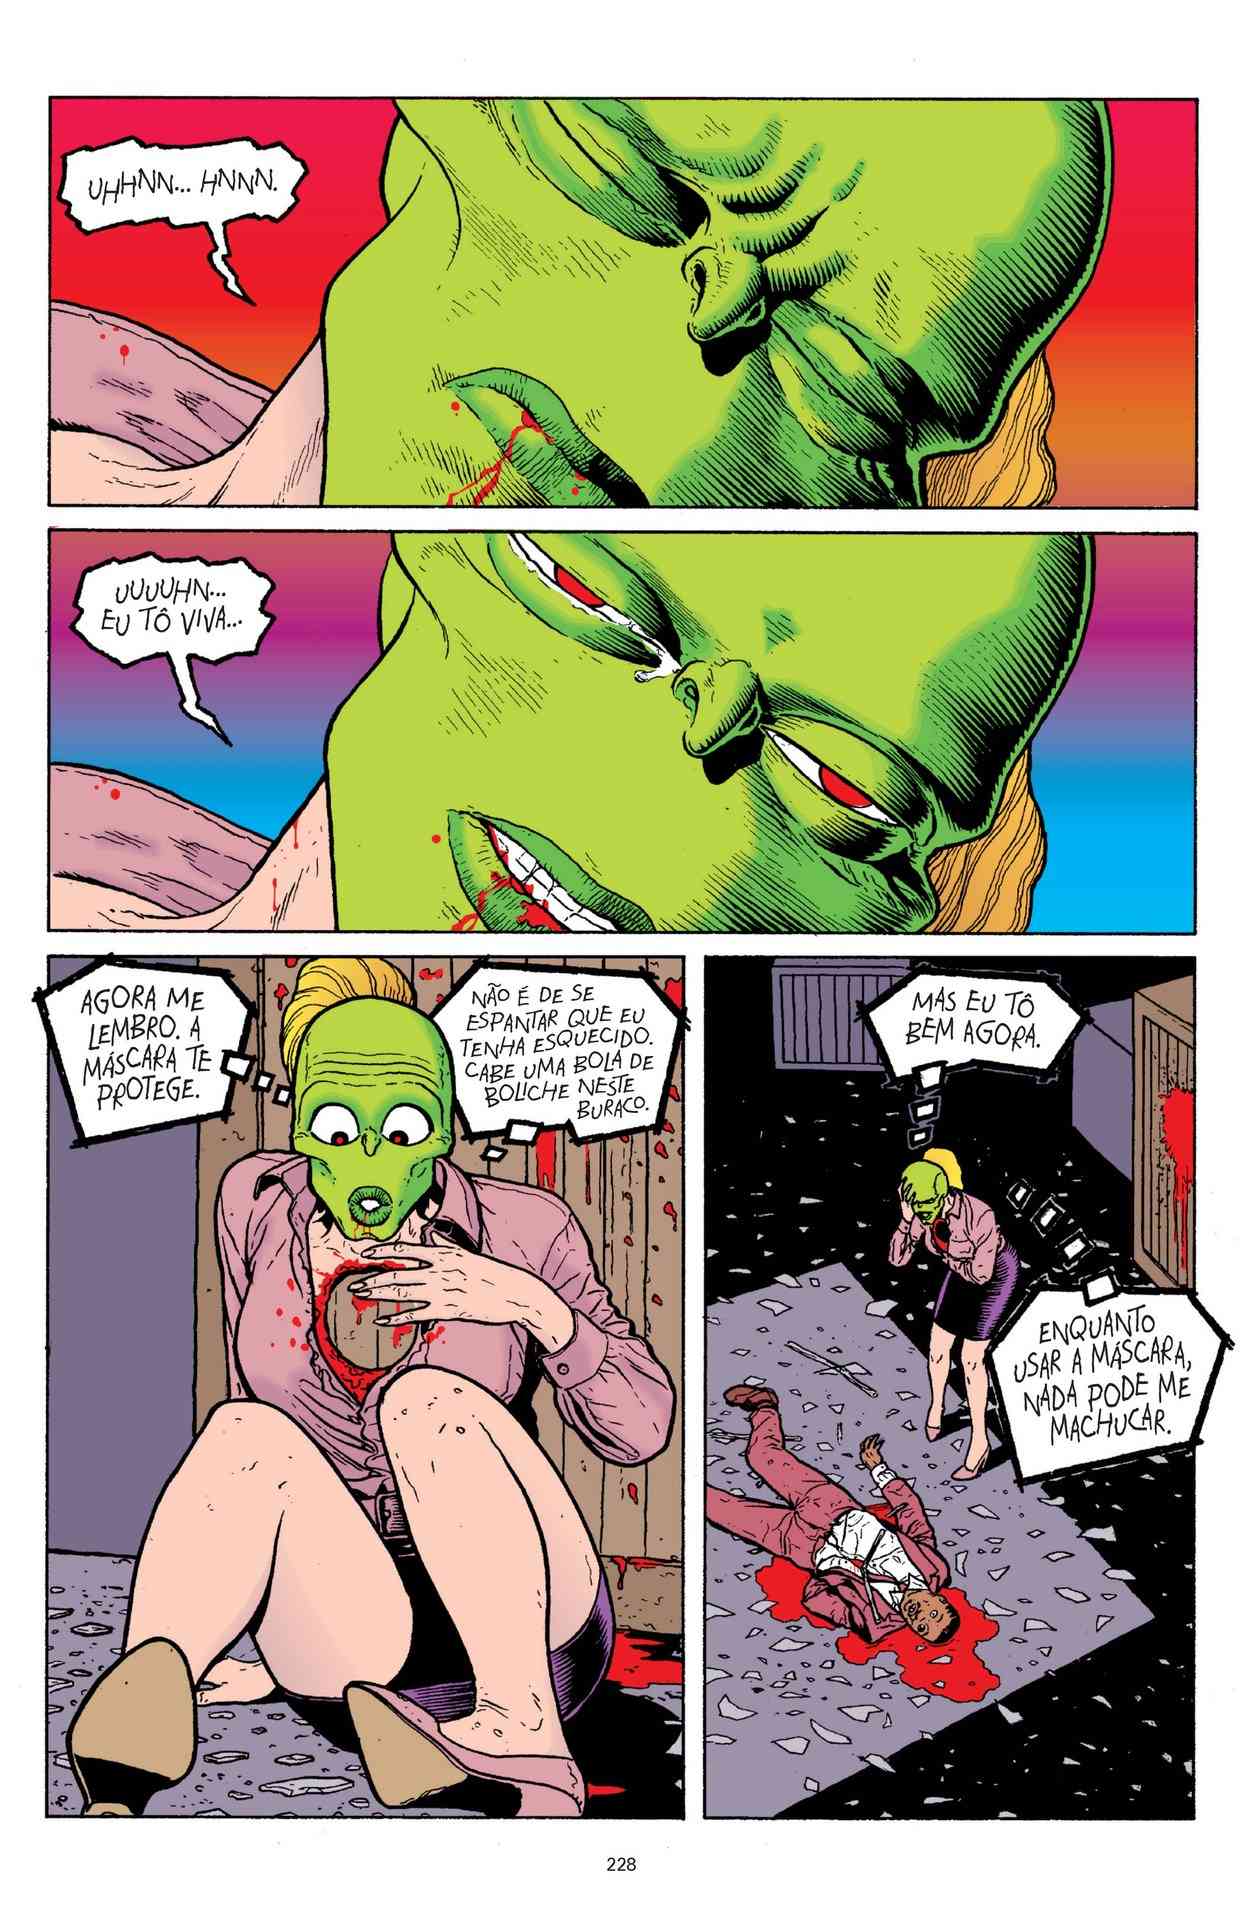 UHHNN... HNNN.
UUUUHN...
EU TÔ VIVA...
AGORA ME
LEMBRO. A
MÁSCARA TE
PROTEGE.
NÃO É DE SE
ESPANTAR QUE EU
TENHA ESQUECIDO.
CABE UMA BOLA DE
BOLICHE NESTE
BURACO.
MAS EU TÔ
BEM AGORA.
ENQUANTO
USAR A MÁSCARA,
NADA PODE ME
MACHUCAR.
228